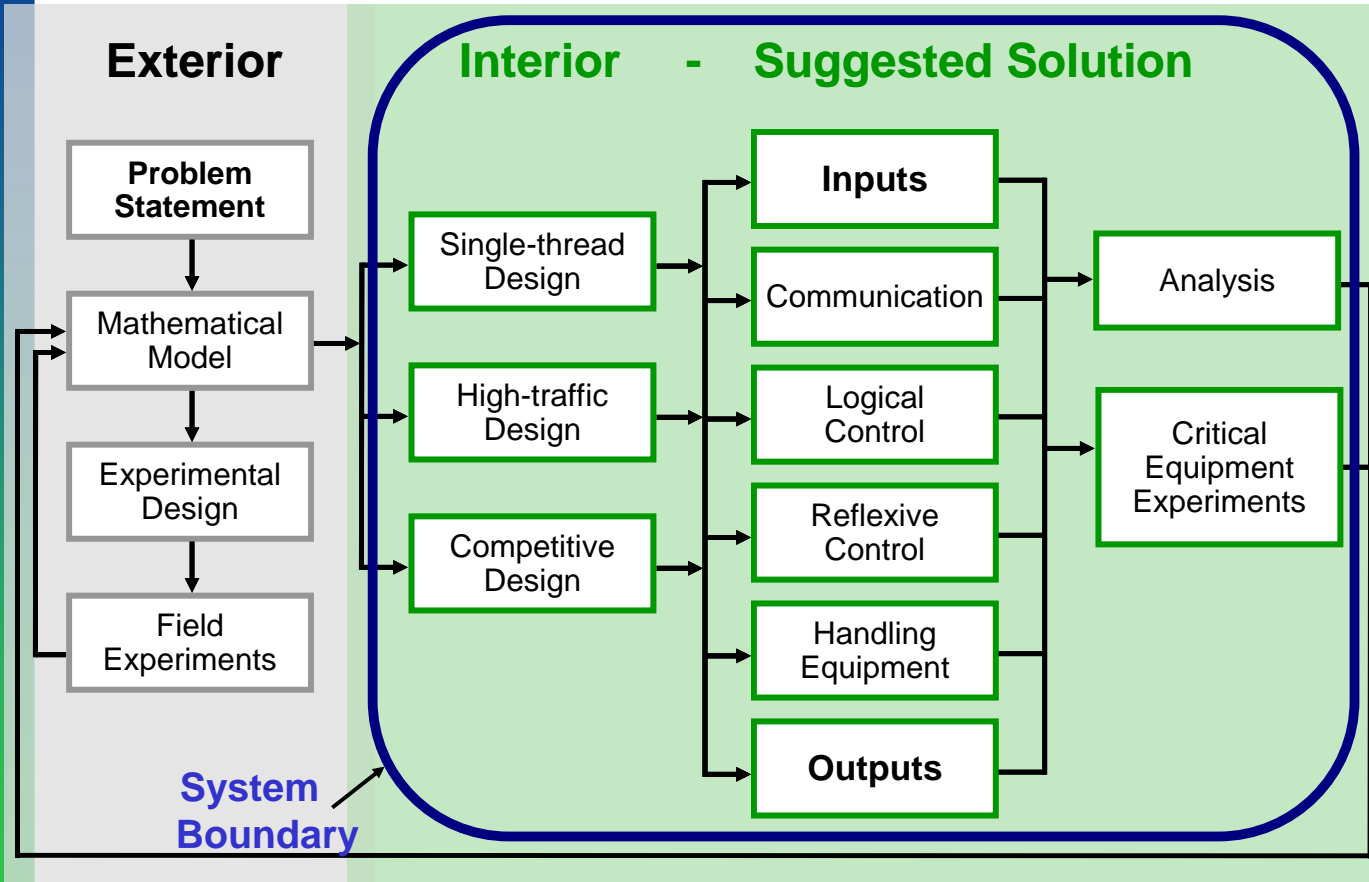 Exterior
Interior - Suggested Solution
Problem
Statement
Mathematical
Model
Experimental
Design
Field
Experiments
Single-thread
Design
High-traffic
Design
Competitive
Design
Inputs
Communication
Logical
Control
Reflexive
Control
Handling
Equipment
Outputs
Analysis
Critical
Equipment
Experiments
System
Boundary